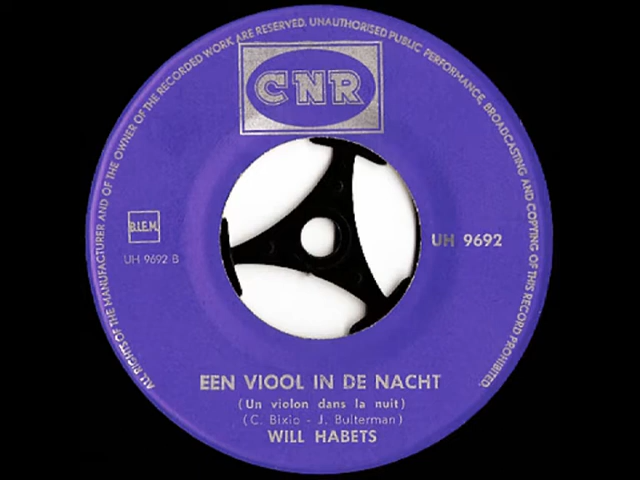 ALL RIGHTS OF THE MANUFACTURER AND OF THE OWNER OF THE RECORDED WORK ARE RESERVED. UNAUTHORISED PUBLIC PERFORMANCE, BROADCASTING AND COPYING OF THIS RECORD PROHIBITED.
CNR
B.I.E.M.
UH 9692
UH 9692 B
EEN VIOOL IN DE NACHT
(Un violon dans la nuit)
(C. Bixio - J. Bulterman)
WILL HABETS